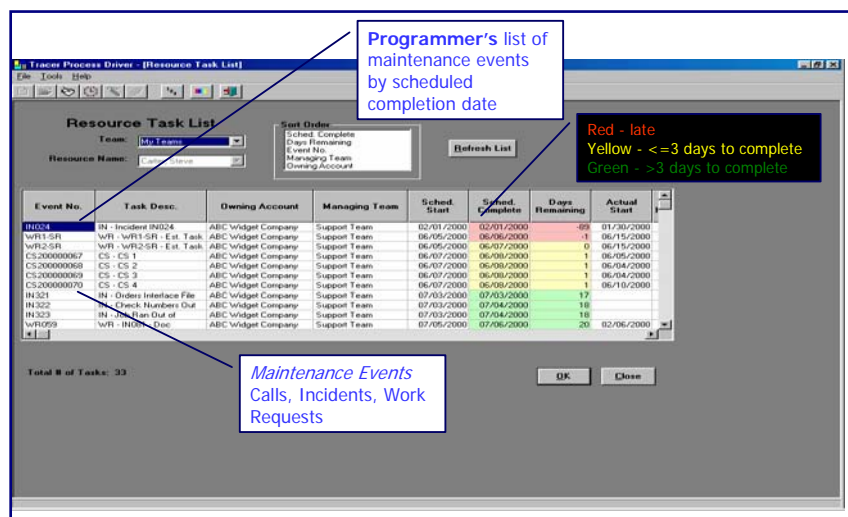 Programmer's list of
maintenance events
by scheduled
completion date
Tracer Process Driver - [Resource Task List]
File Tools Help
Resource Task List
Team: My Teams
Resource Name: Carter Steve
Sort Order
Sched. Complete
Days Remaining
Event No.
Managing Team
Owning Account
Refresh List
Red - late
Yellow - <=3 days to complete
Green - >3 days to complete
Event No. Task Desc. Owning Account Managing Team Sched. Start Sched. Complete Days Remaining Actual Start
IN024 IN - Incident IN024 ABC Widget Company Support Team 02/01/2000 02/01/2000 -89 01/30/2000
WR1-SR WR - WR1-SR - Est. Task ABC Widget Company Support Team 06/05/2000 06/06/2000 -1 06/15/2000
WR2-SR WR - WR2-SR - Est. Task ABC Widget Company Support Team 06/05/2000 06/07/2000 0 06/15/2000
CS200000067 CS - CS 1 ABC Widget Company Support Team 06/07/2000 06/08/2000 1 06/05/2000
CS200000068 CS - CS 2 ABC Widget Company Support Team 06/07/2000 06/08/2000 1 06/04/2000
CS200000069 CS - CS 3 ABC Widget Company Support Team 06/07/2000 06/08/2000 1 06/04/2000
CS200000070 CS - CS 4 ABC Widget Company Support Team 06/07/2000 06/08/2000 1 06/10/2000
IN321 IN - Orders Interface File ABC Widget Company Support Team 07/03/2000 07/03/2000 17
IN322 IN - Check Numbers Out ABC Widget Company Support Team 07/03/2000 07/04/2000 18
IN323 IN - Job Ran Out of ABC Widget Company Support Team 07/03/2000 07/04/2000 18
WR059 WR - IN081 - Doc ABC Widget Company Support Team 07/05/2000 07/06/2000 20 02/06/2000
Maintenance Events
Calls, Incidents, Work
Requests
Total # of Tasks: 33
OK Close